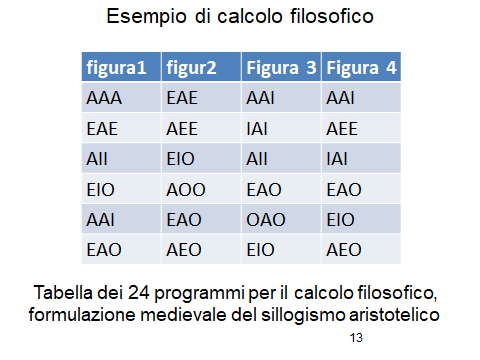 Esempio di calcolo filosofico
figura1 figur2 Figura 3 Figura 4
AAA EAE AAI AAI
EAE AEE IAI AEE
AII EIO AII IAI
EIO AOO EAO EAO
AAI EAO OAO EIO
EAO AEO EIO AEO
Tabella dei 24 programmi per il calcolo filosofico,
formulazione medievale del sillogismo aristotelico
13